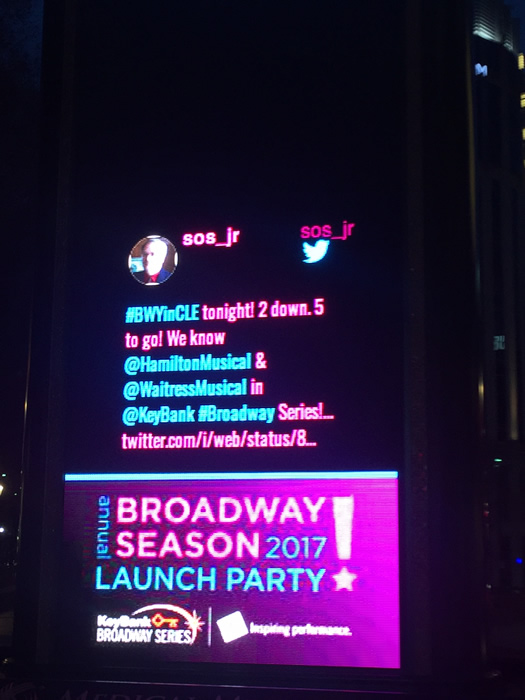 sos_jr
sos_jr
#BWYinCLE tonight! 2 down. 5
to go! We know
@HamiltonMusical &
@WaitressMusical in
@KeyBank #Broadway Series!...
twitter.com/i/web/status/8...
annual
BROADWAY
SEASON 2017
LAUNCH PARTY
!
KeyBank
BROADWAY SERIES
Inspiring performance.